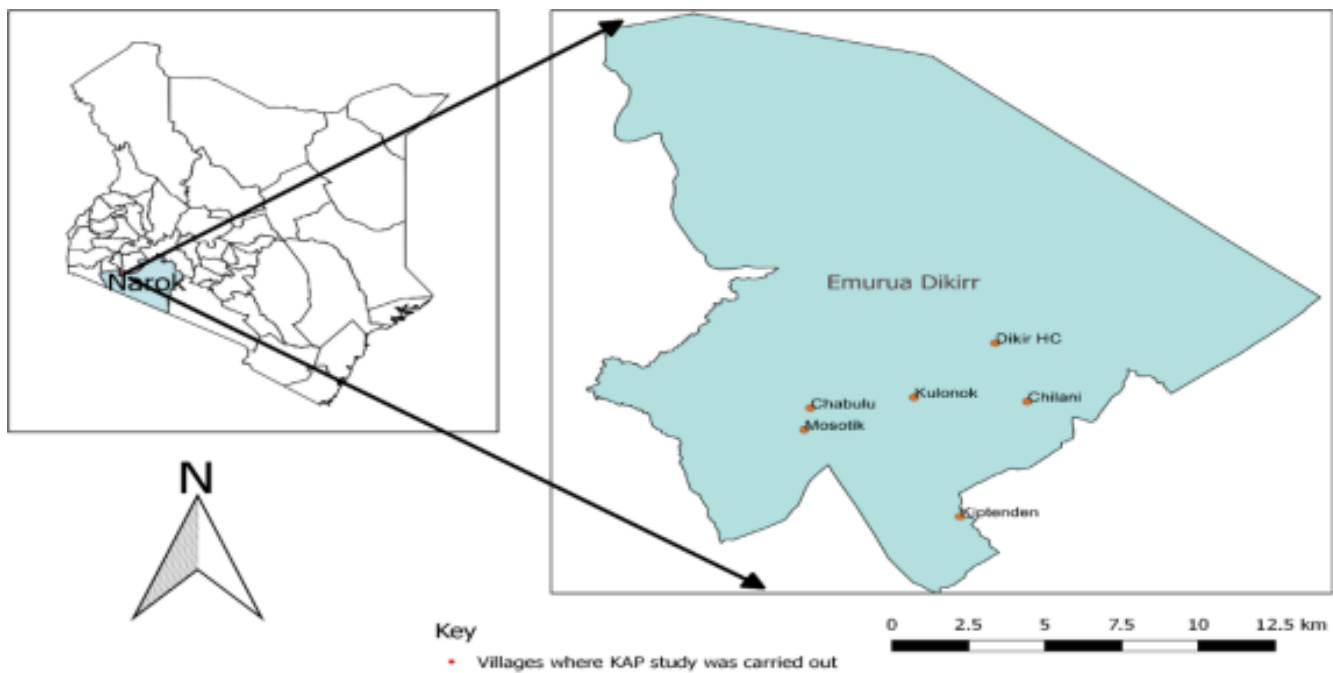 Narok
Emurua Dikirr
Dikir HC
Kulonok
Chilani
Chabulu
Mosotik
Kiptenden
N
Key
Villages where KAP study was carried out
0 2.5 5 7.5 10 12.5 km